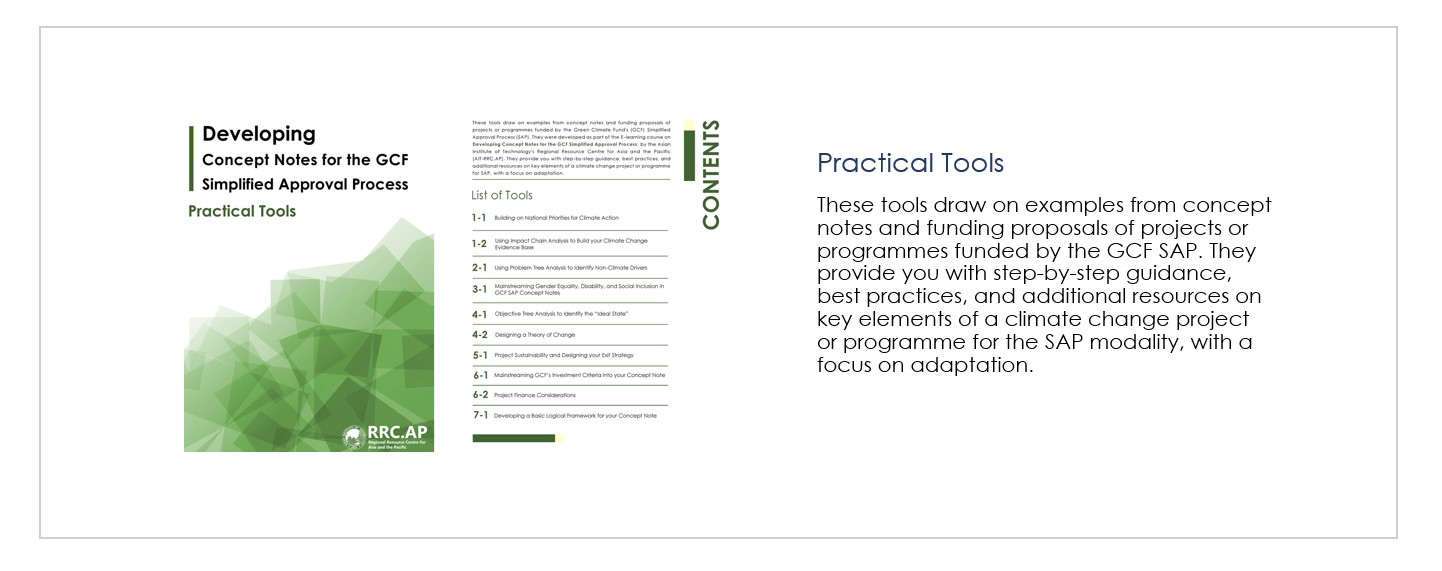 Developing
Concept Notes for the GCF
Simplified Approval Process
Practical Tools
RRC.AP
Regional Resource Centre for
Asia and the Pacific
These tools draw on examples from concept notes and funding proposals of
projects or programmes funded by the Green Climate Fund's (GCF) Simplified
Approval Process (SAP). They were developed as part of the E-learning course on
Developing Concept Notes for the GCF Simplified Approval Process by the Asian
Institute of Technology's Regional Resource Centre for Asia and the Pacific
(AIT-RRC.AP). They provide you with step-by-step guidance, best practices, and
additional resources on key elements of a climate change project or programme
for SAP, with a focus on adaptation.
CONTENTS
List of Tools
1-1 Building on National Priorities for Climate Action
1-2 Using Impact Chain Analysis to Build your Climate Change
Evidence Base
2-1 Using Problem Tree Analysis to Identify Non-Climate Drivers
3-1 Mainstreaming Gender Equality, Disability, and Social Inclusion in
GCF SAP Concept Notes
4-1 Objective Tree Analysis to Identify the "Ideal State"
4-2 Designing a Theory of Change
5-1 Project Sustainability and Designing your Exit Strategy
6-1 Mainstreaming GCF's Investment Criteria into your Concept Note
6-2 Project Finance Considerations
7-1 Developing a Basic Logical Framework for your Concept Note
Practical Tools
These tools draw on examples from concept
notes and funding proposals of projects or
programmes funded by the GCF SAP. They
provide you with step-by-step guidance,
best practices, and additional resources on
key elements of a climate change project
or programme for the SAP modality, with a
focus on adaptation.